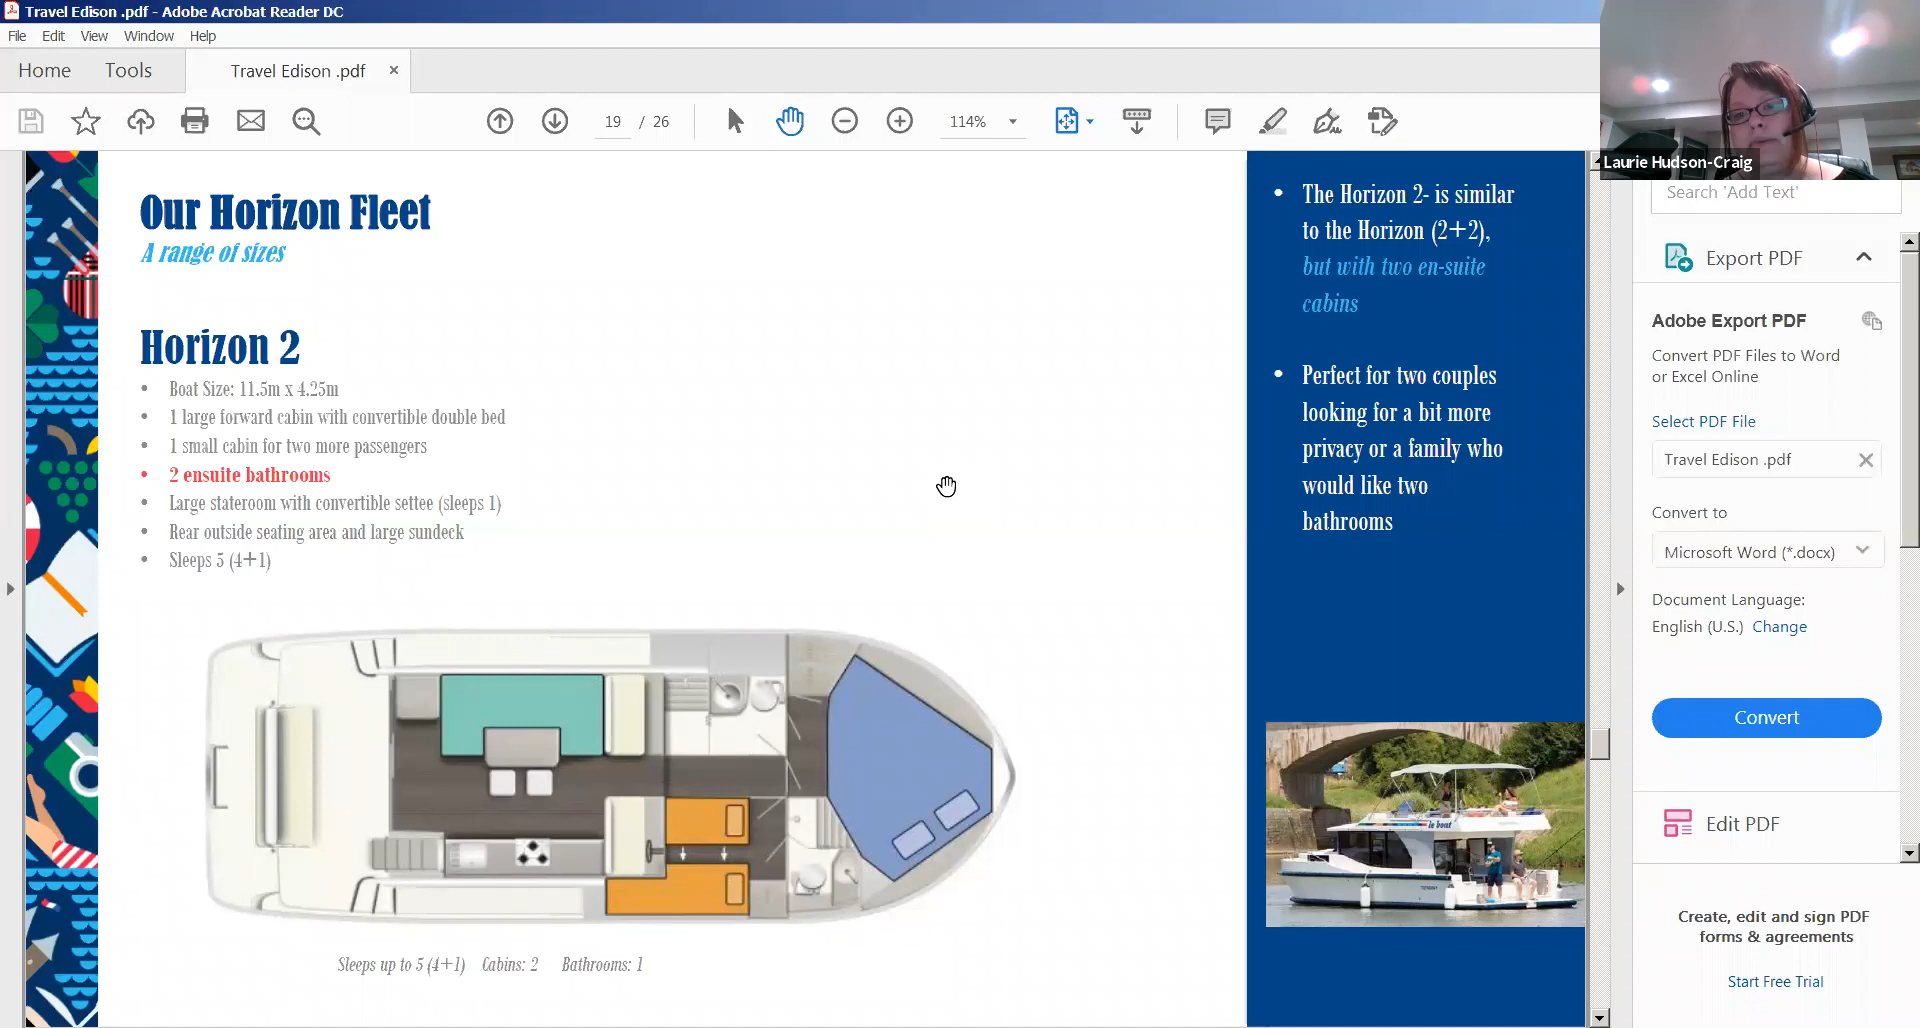 Travel Edison .pdf - Adobe Acrobat Reader DC
File Edit View Window Help
Home Tools Travel Edison .pdf ×
19 / 26 114%
Laurie Hudson-Craig
Our Horizon Fleet
A range of sizes
Horizon 2
• Boat Size: 11.5m x 4.25m
• 1 large forward cabin with convertible double bed
• 1 small cabin for two more passengers
• 2 ensuite bathrooms
• Large stateroom with convertible settee (sleeps 1)
• Rear outside seating area and large sundeck
• Sleeps 5 (4+1)
Sleeps up to 5 (4+1) Cabins: 2 Bathrooms: 1
• The Horizon 2- is similar
to the Horizon (2+2),
but with two en-suite
cabins
• Perfect for two couples
looking for a bit more
privacy or a family who
would like two
bathrooms
le boat
Search 'Add Text'
Export PDF
Adobe Export PDF
Convert PDF Files to Word
or Excel Online
Select PDF File
Travel Edison .pdf
Convert to
Microsoft Word (*.docx)
Document Language:
English (U.S.) Change
Convert
Edit PDF
Create, edit and sign PDF
forms & agreements
Start Free Trial